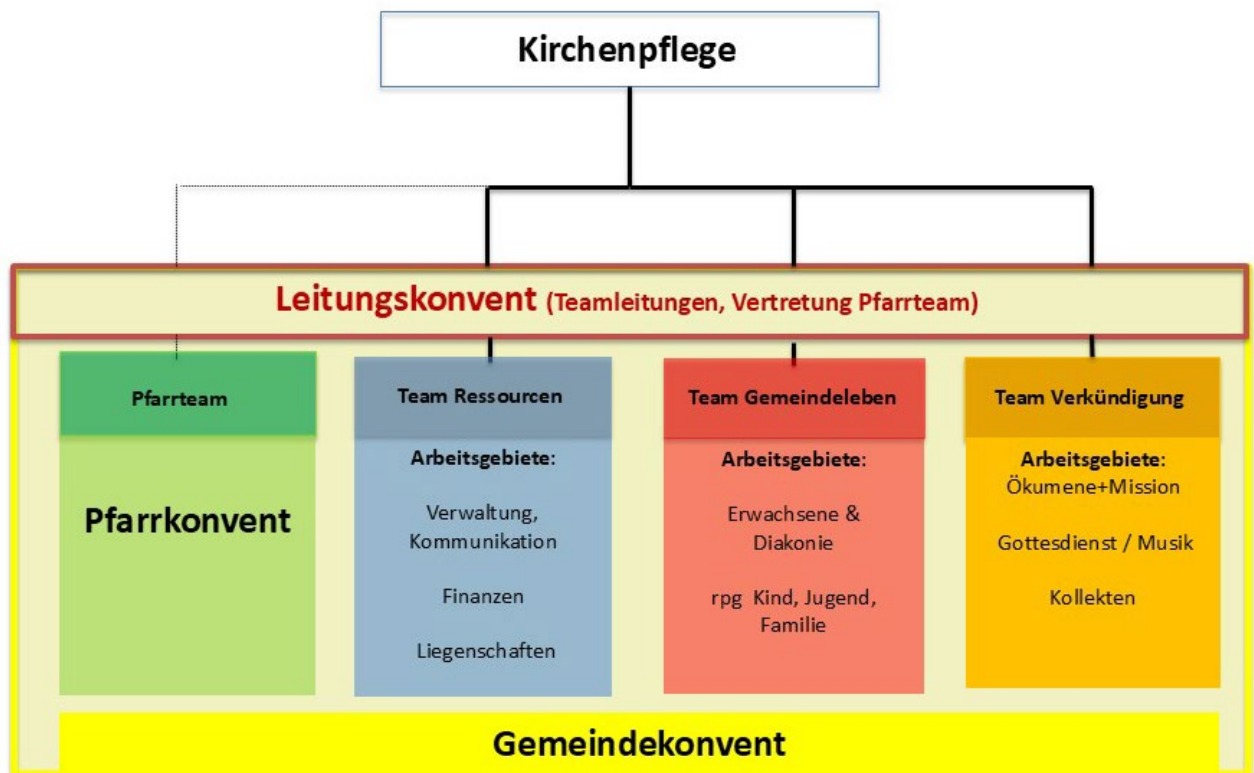 Kirchenpflege
Leitungskonvent (Teamleitungen, Vertretung Pfarrteam)
Pfarrteam
Pfarrkonvent
Team Ressourcen
Arbeitsgebiete:
Verwaltung,
Kommunikation
Finanzen
Liegenschaften
Team Gemeindeleben
Arbeitsgebiete:
Erwachsene &
Diakonie
rpg Kind, Jugend,
Familie
Team Verkündigung
Arbeitsgebiete:
Ökumene+Mission
Gottesdienst / Musik
Kollekten
Gemeindekonvent